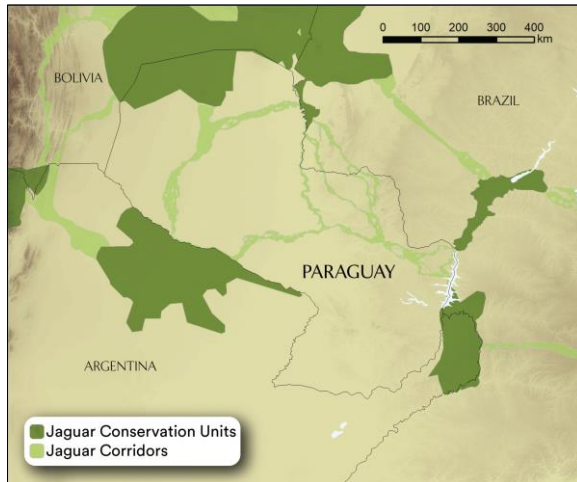 0 100 200 300 400
km
BOLIVIA
BRAZIL
PARAGUAY
ARGENTINA
Jaguar Conservation Units
Jaguar Corridors